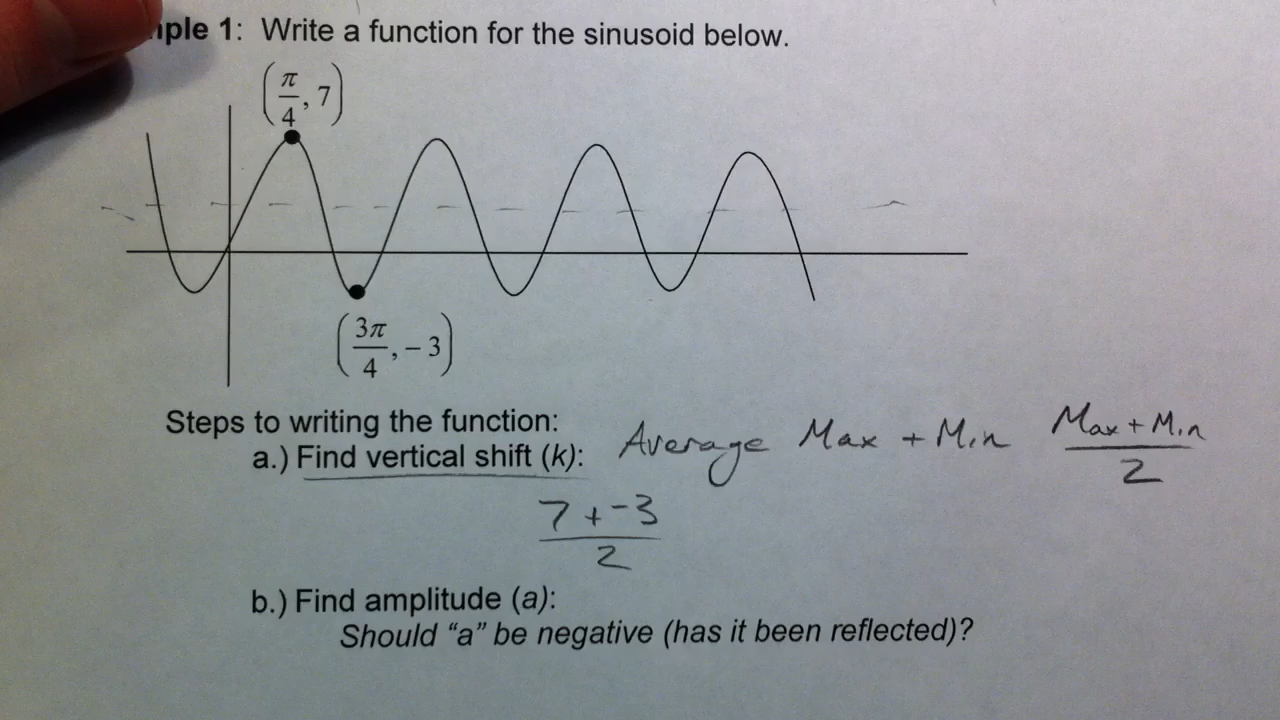 ple 1: Write a function for the sinusoid below.
(π/4, 7)
(3π/4, −3)
Steps to writing the function:
a.) Find vertical shift (k): Average Max + Min (Max + Min)/2
(7 + −3)/2
b.) Find amplitude (a):
Should “a” be negative (has it been reflected)?